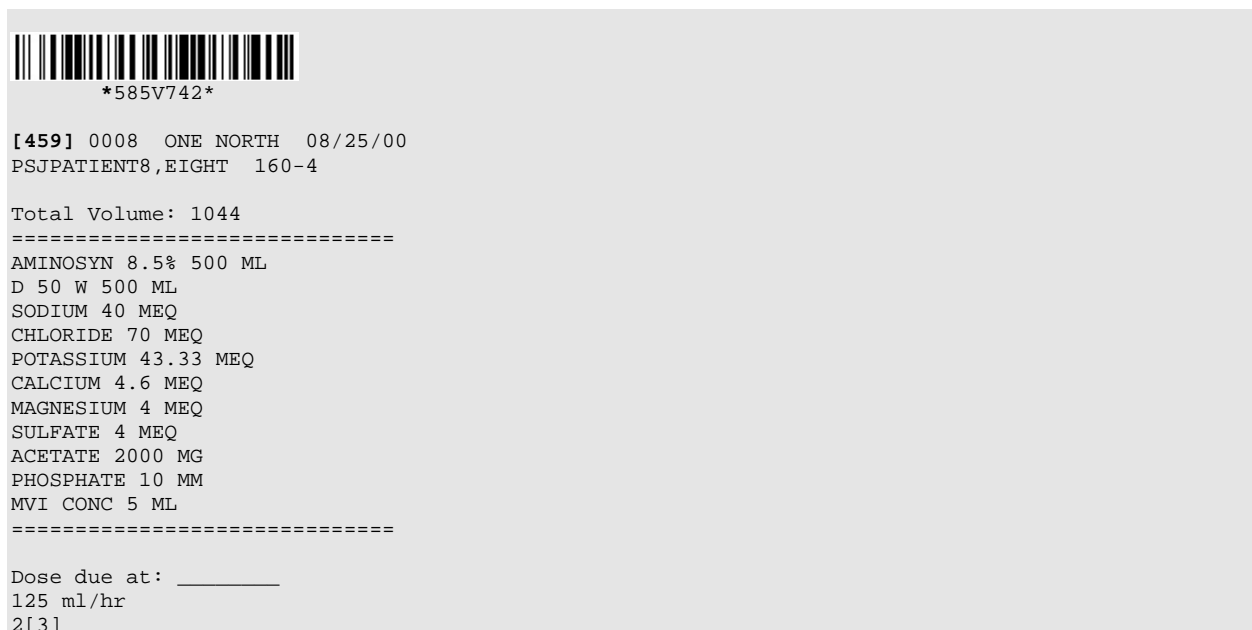 *585V742*
[459] 0008 ONE NORTH 08/25/00
PSJPATIENT8,EIGHT 160-4
Total Volume: 1044
==============================
AMINOSYN 8.5% 500 ML
D 50 W 500 ML
SODIUM 40 MEQ
CHLORIDE 70 MEQ
POTASSIUM 43.33 MEQ
CALCIUM 4.6 MEQ
MAGNESIUM 4 MEQ
SULFATE 4 MEQ
ACETATE 2000 MG
PHOSPHATE 10 MM
MVI CONC 5 ML
==============================
Dose due at: ________
125 ml/hr
2[3]